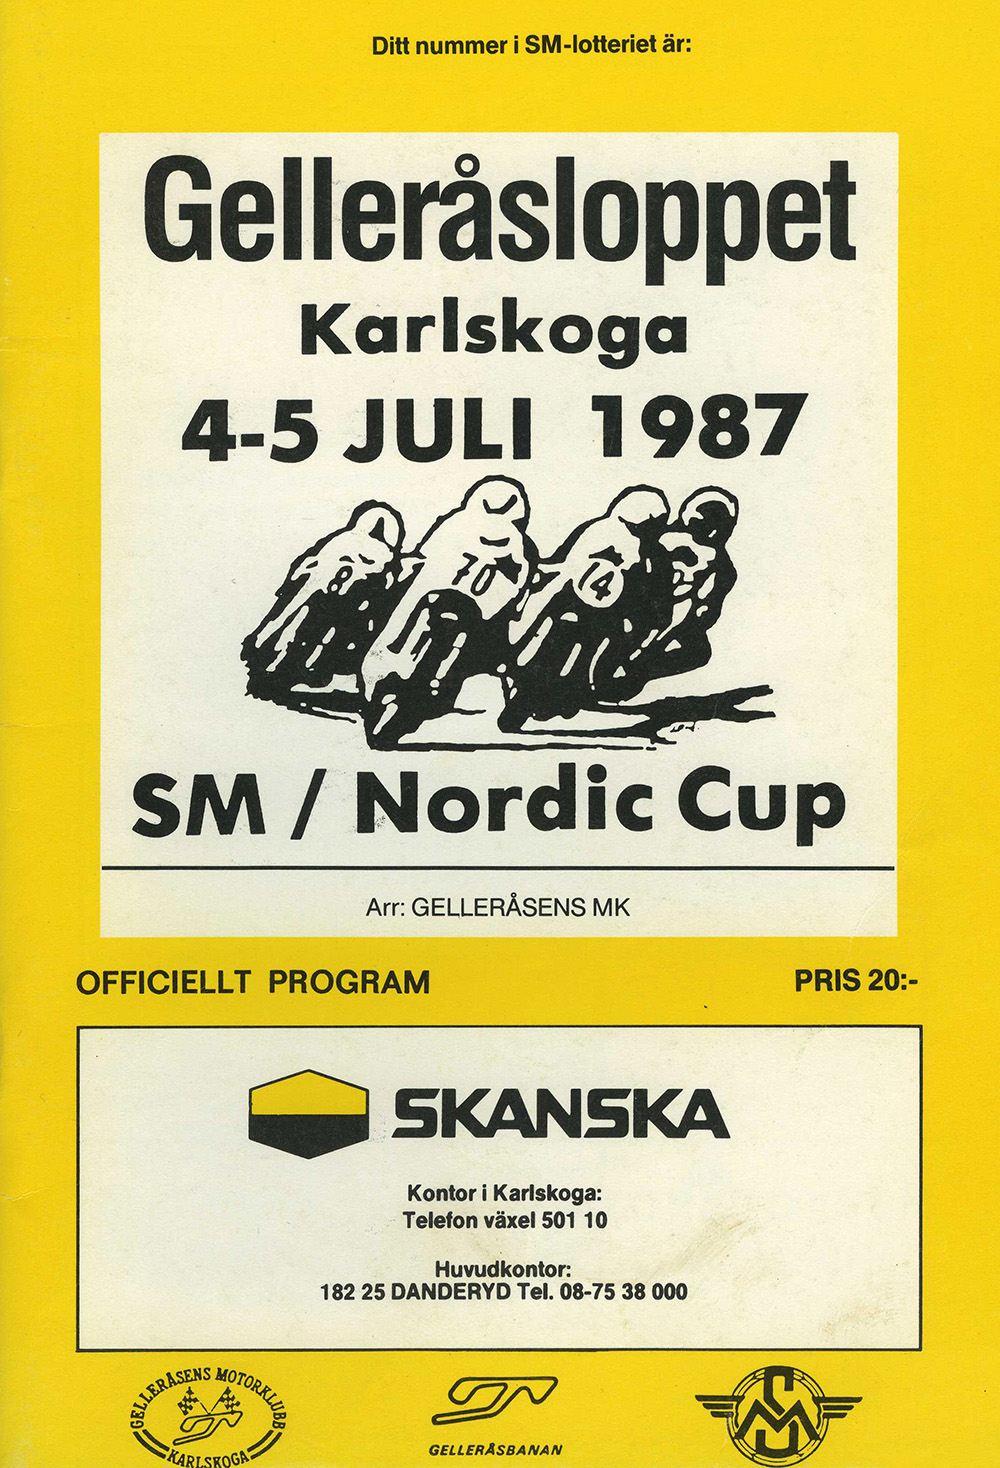 Ditt nummer i SM-lotteriet är:
Gelleråsloppet
Karlskoga
4-5 JULI 1987
8
70
14
SM / Nordic Cup
Arr: GELLERÅSENS MK
OFFICIELLT PROGRAM
PRIS 20:-
SKANSKA
Kontor i Karlskoga:
Telefon växel 501 10
Huvudkontor:
182 25 DANDERYD Tel. 08-75 38 000
GELLERÅSENS MOTORKLUBB
KARLSKOGA
GELLERÅSBANAN
SMC